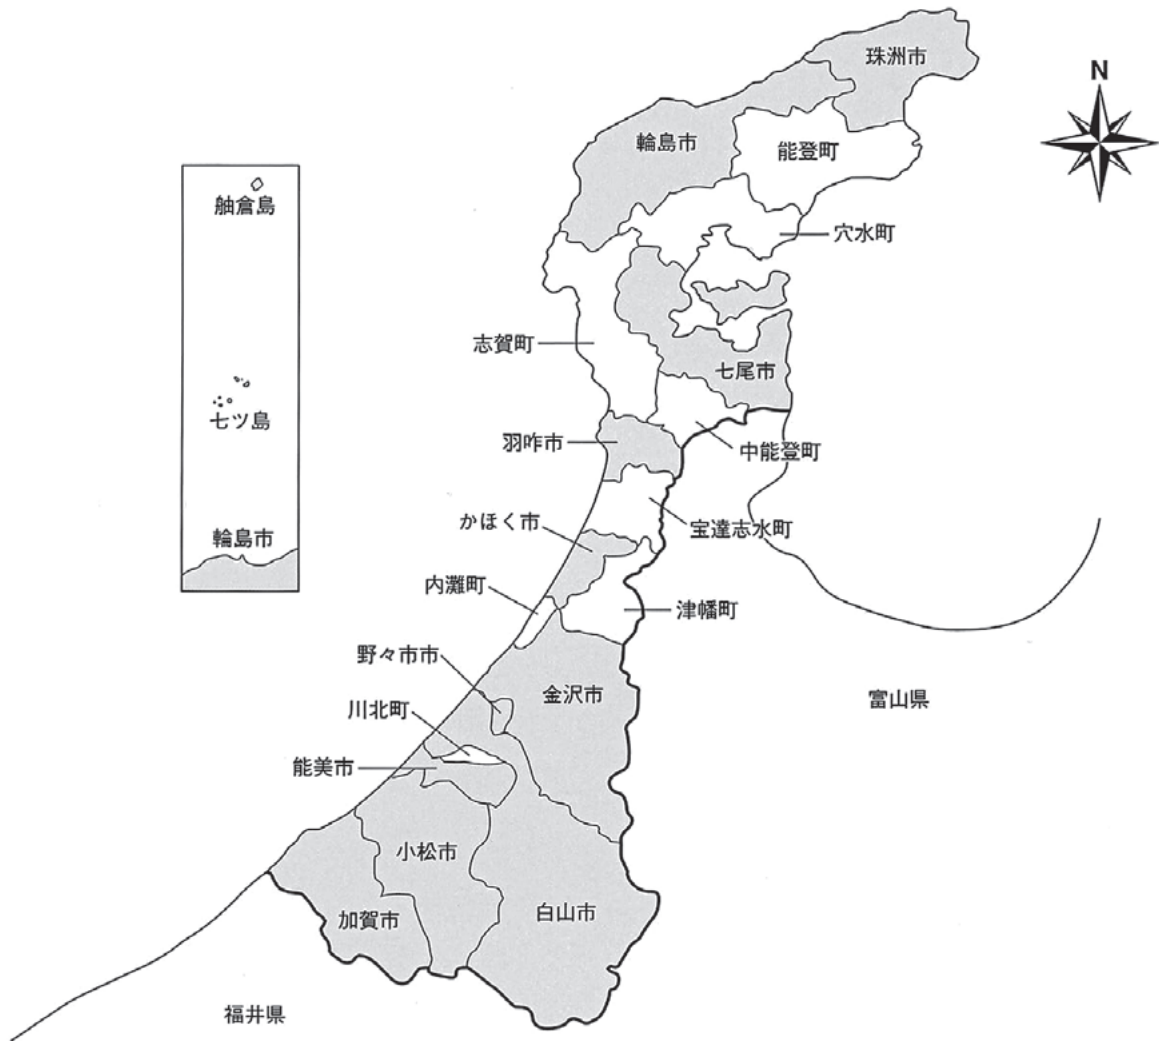 珠洲市
N
輪島市
能登町
舳倉島
穴水町
志賀町
七尾市
七ツ島
羽咋市
中能登町
かほく市
宝達志水町
輪島市
内灘町
津幡町
野々市市
金沢市
富山県
川北町
能美市
小松市
白山市
加賀市
福井県